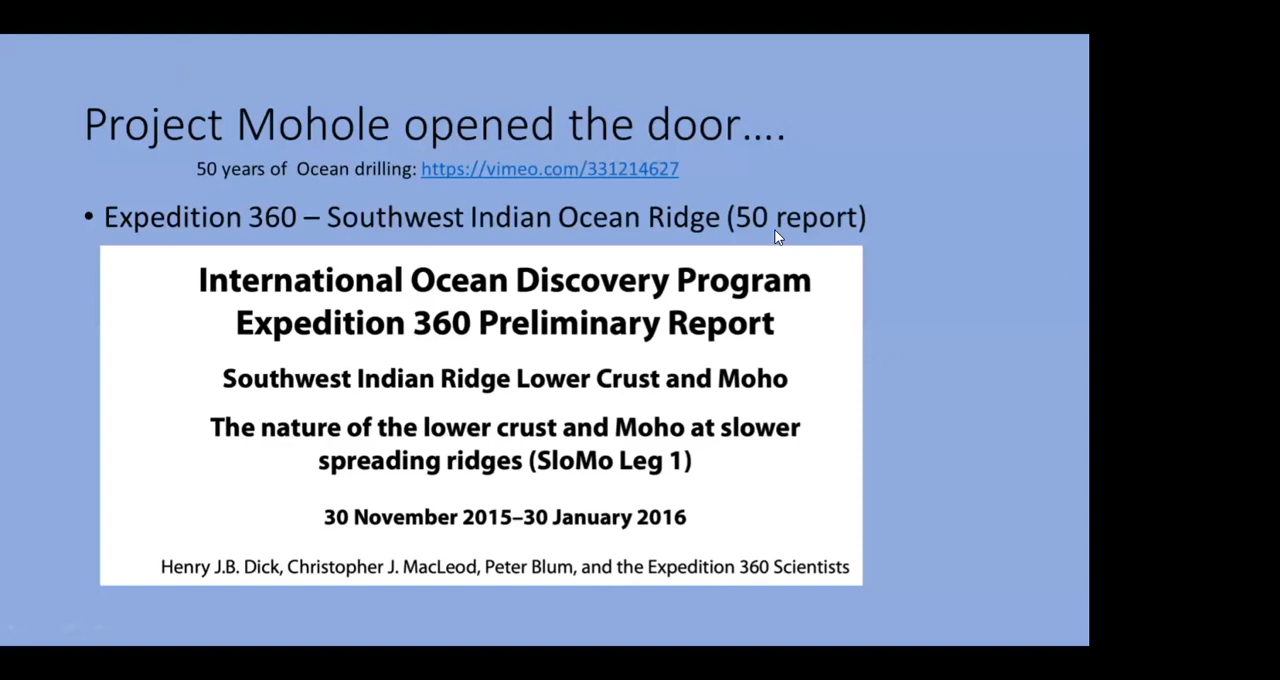 Project Mohole opened the door....
50 years of Ocean drilling: https://vimeo.com/331214627
• Expedition 360 – Southwest Indian Ocean Ridge (50 report)
International Ocean Discovery Program
Expedition 360 Preliminary Report
Southwest Indian Ridge Lower Crust and Moho
The nature of the lower crust and Moho at slower
spreading ridges (SloMo Leg 1)
30 November 2015–30 January 2016
Henry J.B. Dick, Christopher J. MacLeod, Peter Blum, and the Expedition 360 Scientists